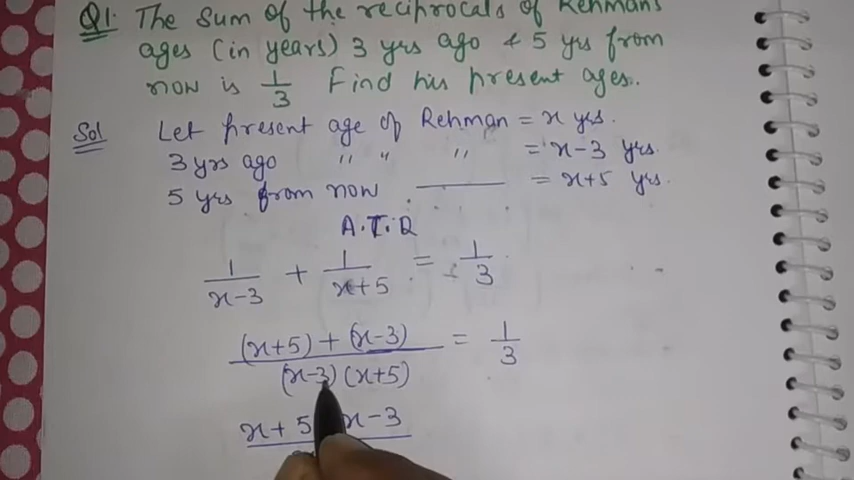 Q1. The Sum of the reciprocals of Rehman's
ages (in years) 3 yrs ago & 5 yrs from
now is 1/3 Find his present ages.
Sol Let present age of Rehman = x yrs.
3 yrs ago " " " = x-3 yrs.
5 yrs from now ——— = x+5 yrs.
A.T.Q
1/(x-3) + 1/(x+5) = 1/3
((x+5) + (x-3))/((x-3)(x+5)) = 1/3
x+5 x-3